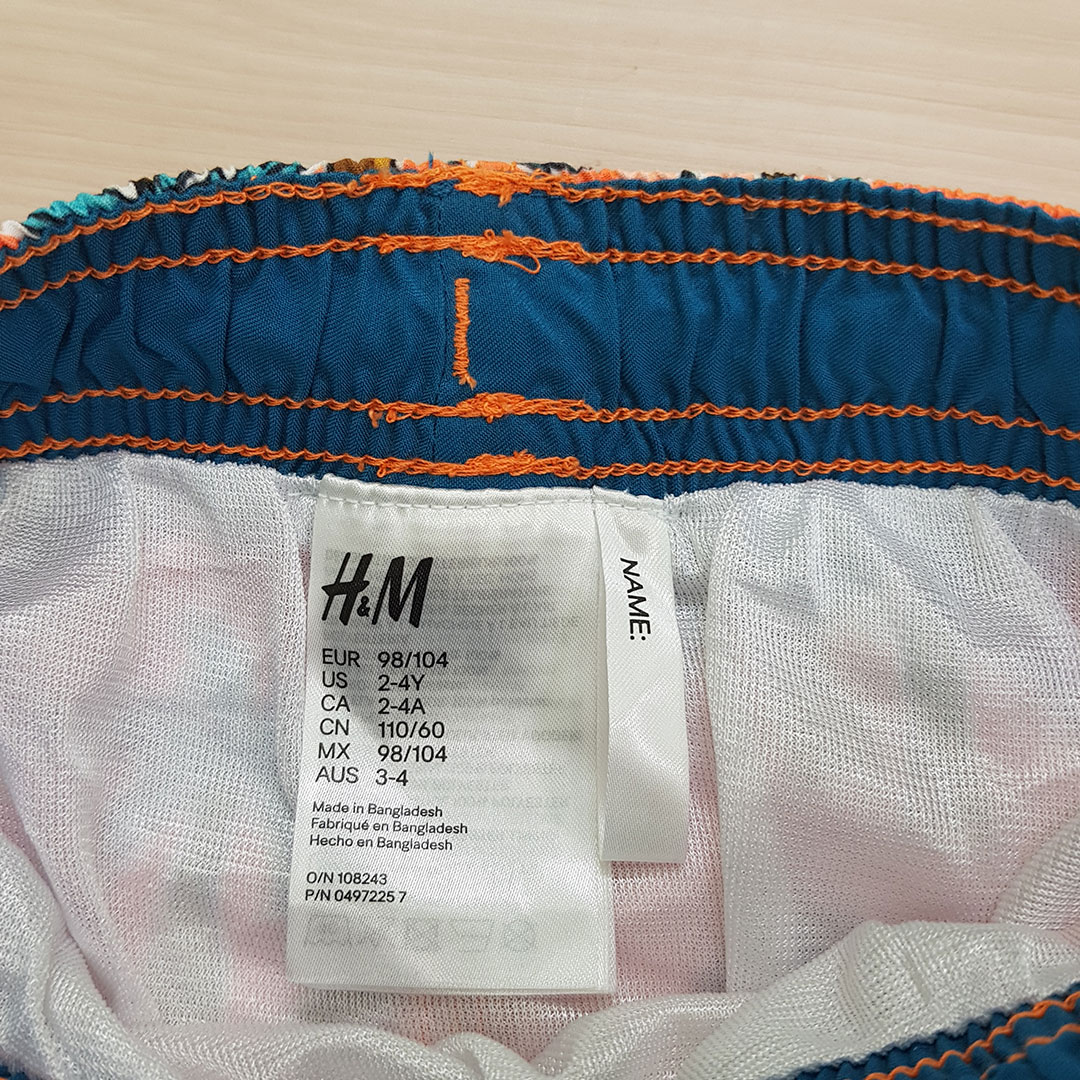 H&M
EUR 98/104
US 2-4Y
CA 2-4A
CN 110/60
MX 98/104
AUS 3-4
Made in Bangladesh
Fabriqué en Bangladesh
Hecho en Bangladesh
O/N 108243
P/N 0497225 7
NAME: